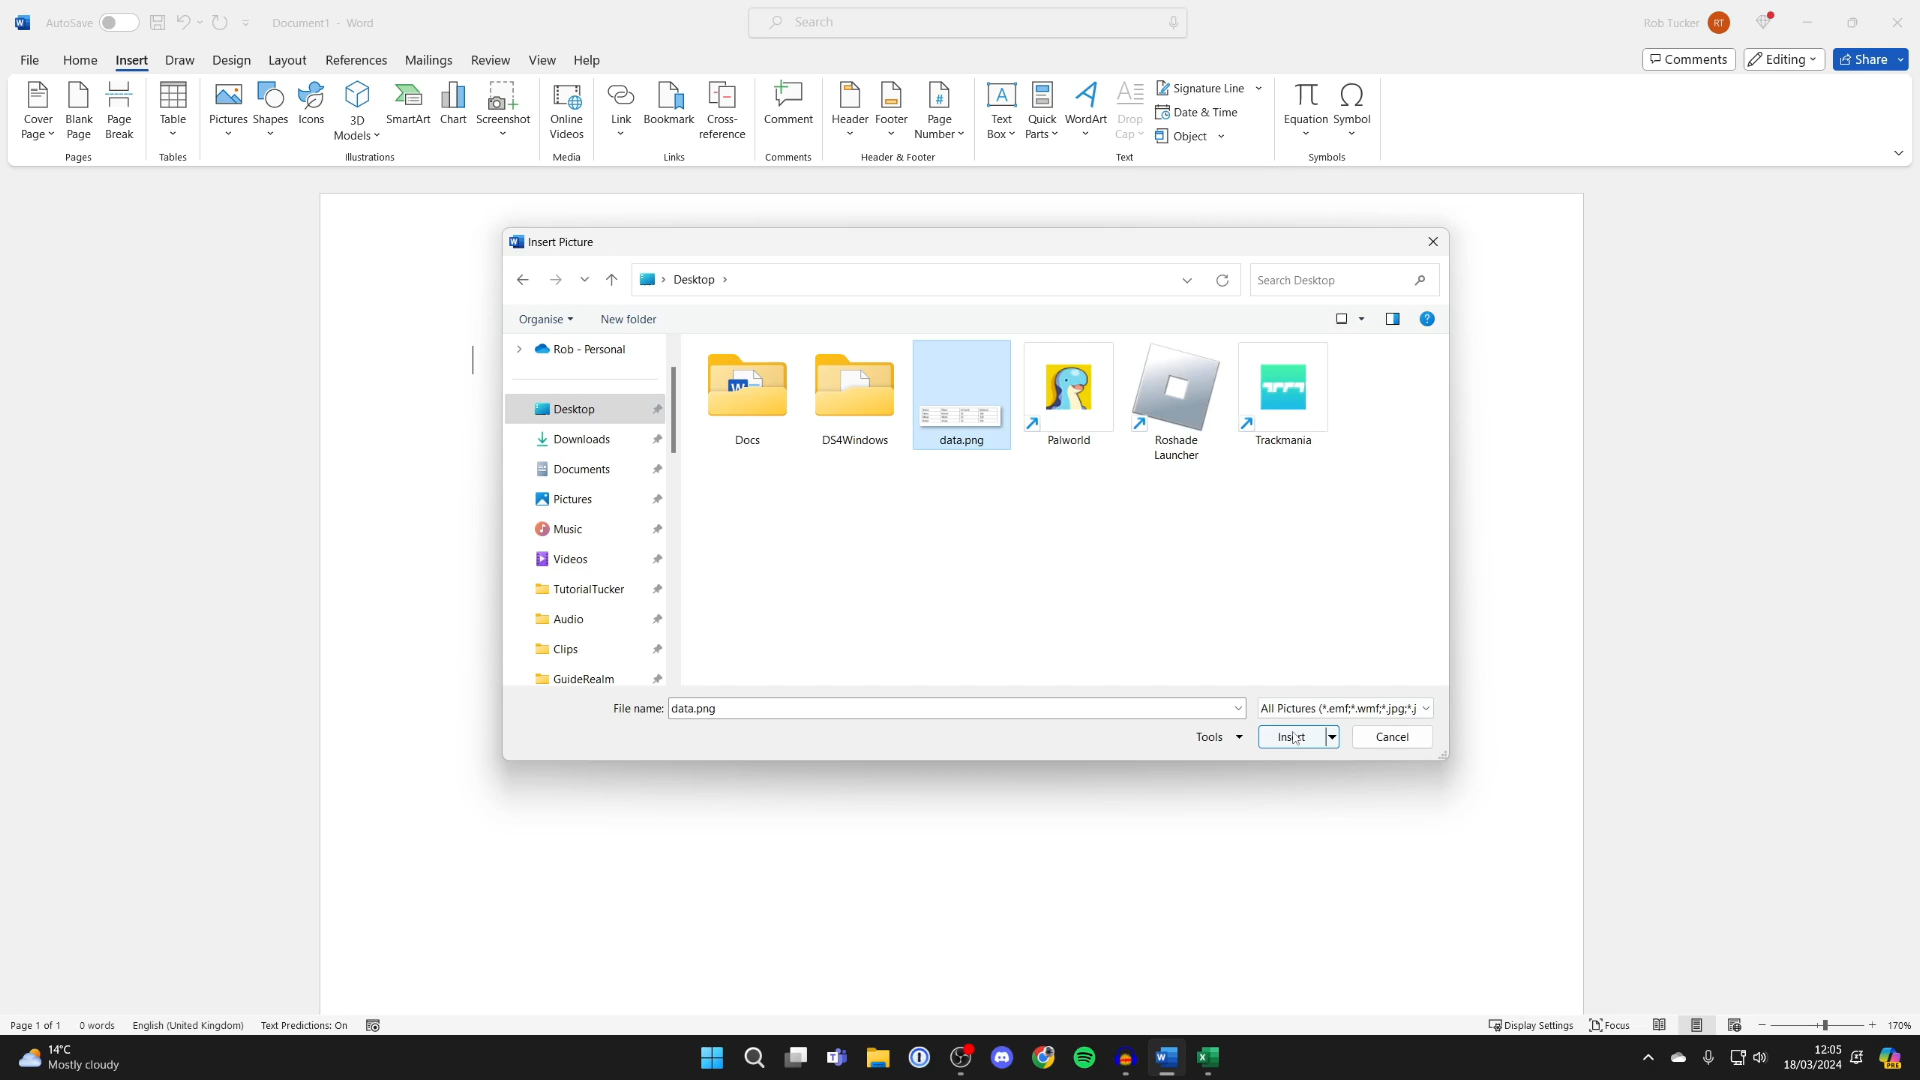 AutoSave
Document1 - Word
Search
Rob Tucker RT
File Home Insert Draw Design Layout References Mailings Review View Help
Comments Editing Share
Cover Page
Blank Page
Page Break
Table
Pictures
Shapes
Icons
3D Models
SmartArt
Chart
Screenshot
Online Videos
Link
Bookmark
Cross-reference
Comment
Header
Footer
Page Number
Text Box
Quick Parts
WordArt
Drop Cap
Signature Line
Date & Time
Object
Equation
Symbol
Pages Tables Illustrations Media Links Comments Header & Footer Text Symbols
Insert Picture
Desktop
Search Desktop
Organise New folder
Rob - Personal
Desktop
Downloads
Documents
Pictures
Music
Videos
TutorialTucker
Audio
Clips
GuideRealm
Docs
DS4Windows
data.png
Palworld
Roshade Launcher
Trackmania
File name: data.png
All Pictures (*.emf;*.wmf;*.jpg;*.j
Tools Insert Cancel
Page 1 of 1 0 words English (United Kingdom) Text Predictions: On
Display Settings Focus 170%
14°C
Mostly cloudy
12:05
18/03/2024
PRE